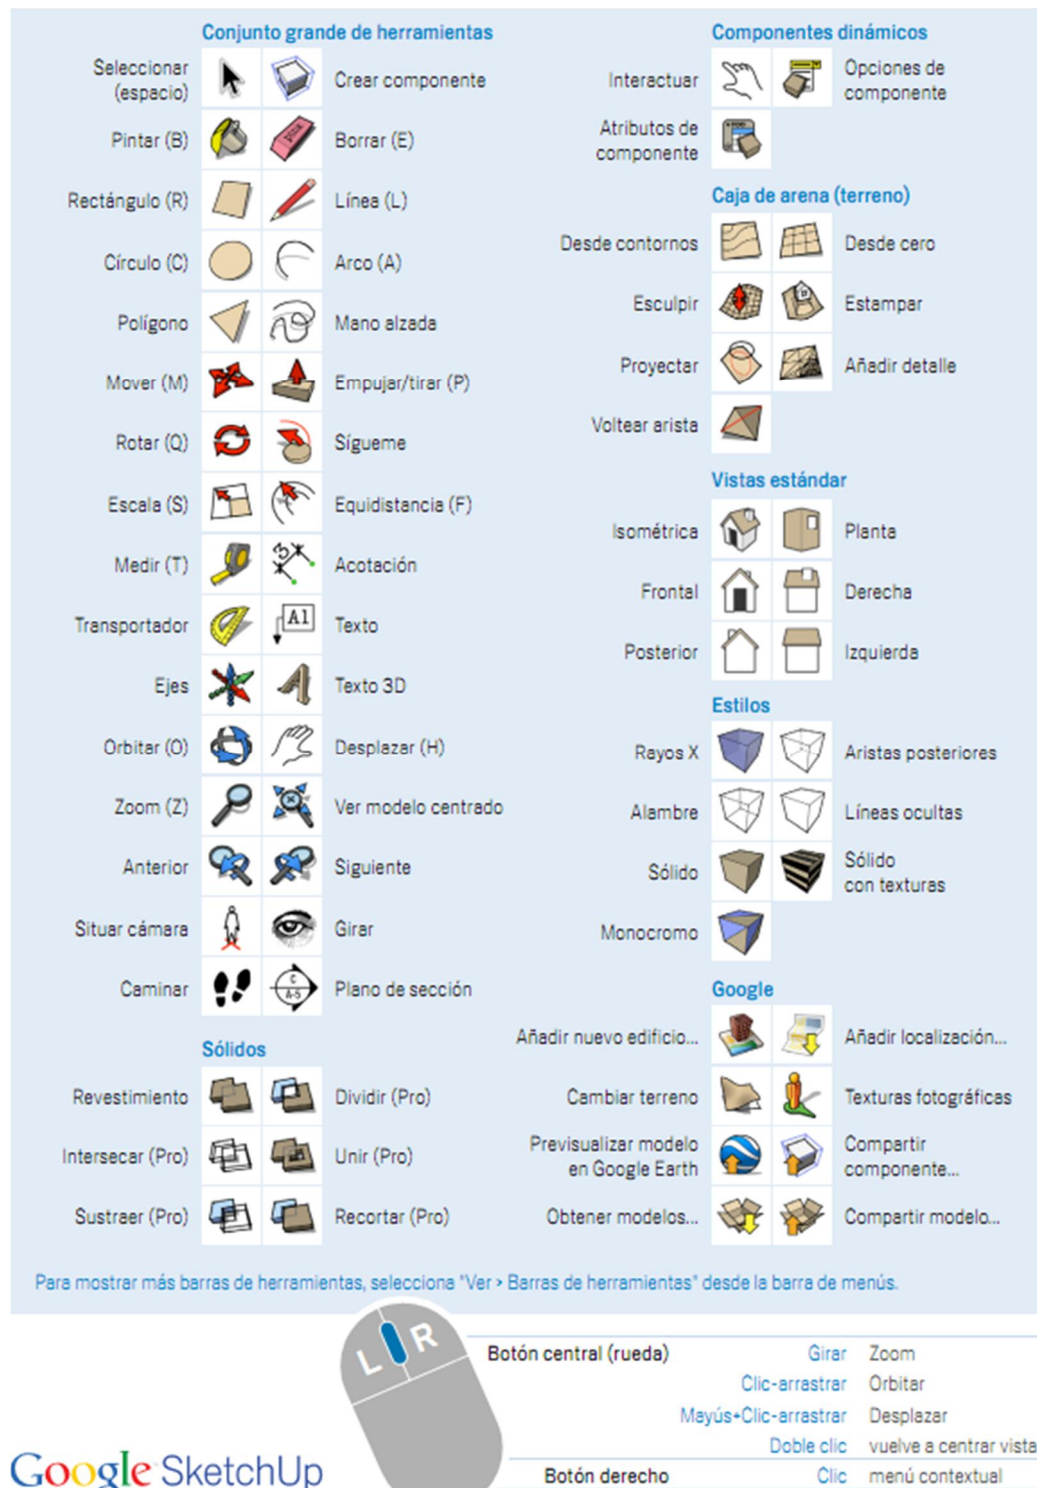 Conjunto grande de herramientas
Seleccionar
(espacio)
Crear componente
Pintar (B)
Borrar (E)
Rectángulo (R)
Línea (L)
Círculo (C)
Arco (A)
Polígono
Mano alzada
Mover (M)
Empujar/tirar (P)
Rotar (Q)
Sígueme
Escala (S)
Equidistancia (F)
Medir (T)
3
Acotación
Transportador
A1
Texto
Ejes
Texto 3D
Orbitar (O)
Desplazar (H)
Zoom (Z)
Ver modelo centrado
Anterior
Siguiente
Situar cámara
Girar
Caminar
C
A-5
Plano de sección
Sólidos
Revestimiento
Dividir (Pro)
Intersecar (Pro)
Unir (Pro)
Sustraer (Pro)
Recortar (Pro)
Componentes dinámicos
Interactuar
Opciones de
componente
Atributos de
componente
Caja de arena (terreno)
Desde contornos
Desde cero
Esculpir
Estampar
Proyectar
Añadir detalle
Voltear arista
Vistas estándar
Isométrica
Planta
Frontal
Derecha
Posterior
Izquierda
Estilos
Rayos X
Aristas posteriores
Alambre
Líneas ocultas
Sólido
Sólido
con texturas
Monocromo
Google
Añadir nuevo edificio...
Añadir localización...
Cambiar terreno
Texturas fotográficas
Previsualizar modelo
en Google Earth
Compartir
componente...
Obtener modelos...
Compartir modelo...
Para mostrar más barras de herramientas, selecciona "Ver > Barras de herramientas" desde la barra de menús.
L R
Botón central (rueda) Girar Zoom
Clic-arrastrar Orbitar
Mayús+Clic-arrastrar Desplazar
Doble clic vuelve a centrar vista
Botón derecho Clic menú contextual
Google SketchUp